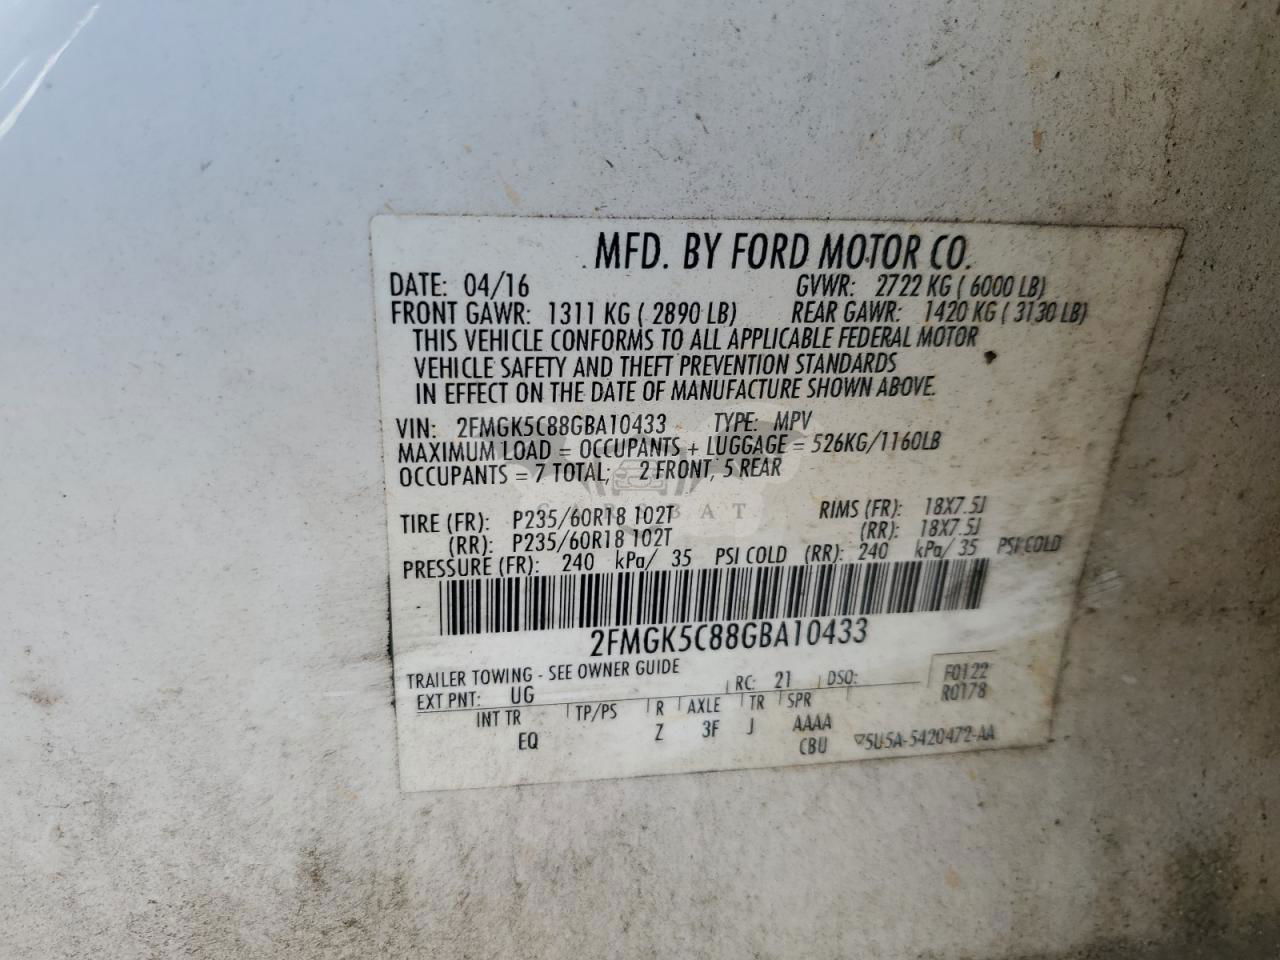 MFD. BY FORD MOTOR CO.
DATE: 04/16 GVWR: 2722 KG ( 6000 LB)
FRONT GAWR: 1311 KG ( 2890 LB) REAR GAWR: 1420 KG ( 3130 LB)
THIS VEHICLE CONFORMS TO ALL APPLICABLE FEDERAL MOTOR
VEHICLE SAFETY AND THEFT PREVENTION STANDARDS
IN EFFECT ON THE DATE OF MANUFACTURE SHOWN ABOVE.
VIN: 2FMGK5C88GBA10433 TYPE: MPV
MAXIMUM LOAD = OCCUPANTS + LUGGAGE = 526KG/1160LB
OCCUPANTS = 7 TOTAL; 2 FRONT, 5 REAR
TIRE (FR): P235/60R18 102T RIMS (FR): 18X7.5J
(RR): P235/60R18 102T (RR): 18X7.5J
PRESSURE (FR): 240 kPa/ 35 PSI COLD (RR): 240 kPa/ 35 PSI COLD
2FMGK5C88GBA10433
TRAILER TOWING - SEE OWNER GUIDE
EXT PNT: UG RC: 21 DSO: F0122
R0178
INT TR TP/PS R AXLE TR SPR
EQ Z 3F J AAAA
CBU 5U5A-5420472-AA